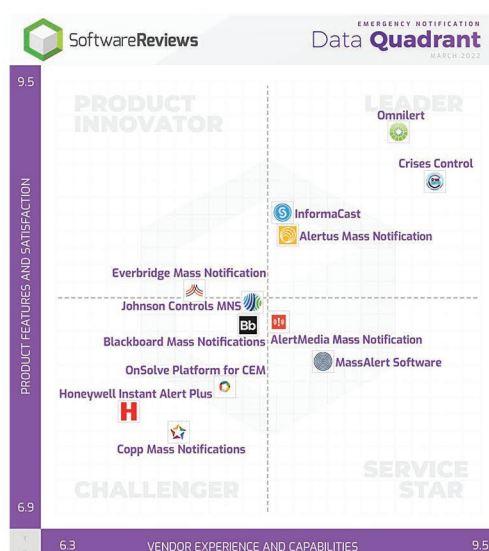 SoftwareReviews
EMERGENCY NOTIFICATION
Data Quadrant
MARCH 2022
9.5
PRODUCT
INNOVATOR
LEADER
Omnilert
Crises Control
InformaCast
Alertus Mass Notification
PRODUCT FEATURES AND SATISFACTION
Everbridge Mass Notification
Johnson Controls MNS
Bb
Blackboard Mass Notifications
AlertMedia Mass Notification
MassAlert Software
OnSolve Platform for CEM
Honeywell Instant Alert Plus
H
Copp Mass Notifications
CHALLENGER
SERVICE
STAR
6.9
6.3
VENDOR EXPERIENCE AND CAPABILITIES
9.5